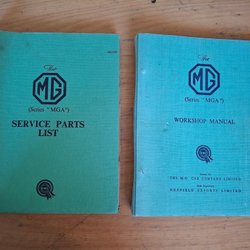 The
MG
(Series "MGA")
SERVICE PARTS
LIST
The
MG
(Series "MGA")
WORKSHOP MANUAL
THE M.G. CAR COMPANY LIMITED
NUFFIELD EXPORTS LIMITED